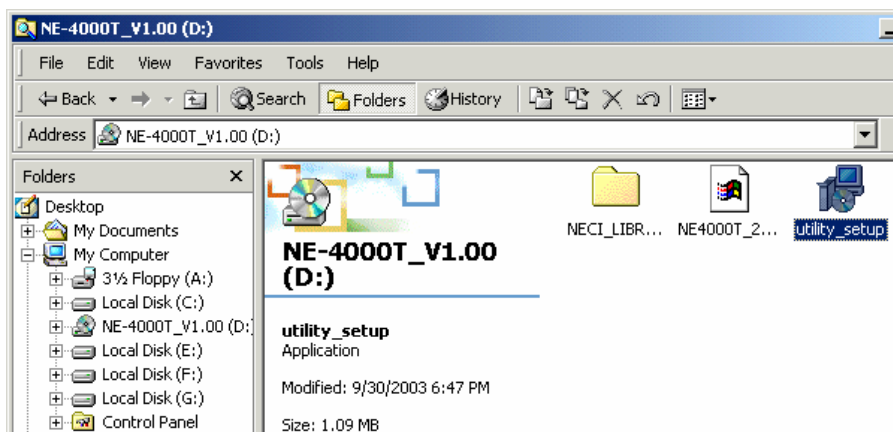 NE-4000T_V1.00 (D:)
File Edit View Favorites Tools Help
Back Search Folders History
Address NE-4000T_V1.00 (D:)
Folders
Desktop
My Documents
My Computer
3½ Floppy (A:)
Local Disk (C:)
NE-4000T_V1.00 (D:)
Local Disk (E:)
Local Disk (F:)
Local Disk (G:)
Control Panel
NE-4000T_V1.00
(D:)
utility_setup
Application
Modified: 9/30/2003 6:47 PM
Size: 1.09 MB
NECI_LIBR... NE4000T_2... utility_setup